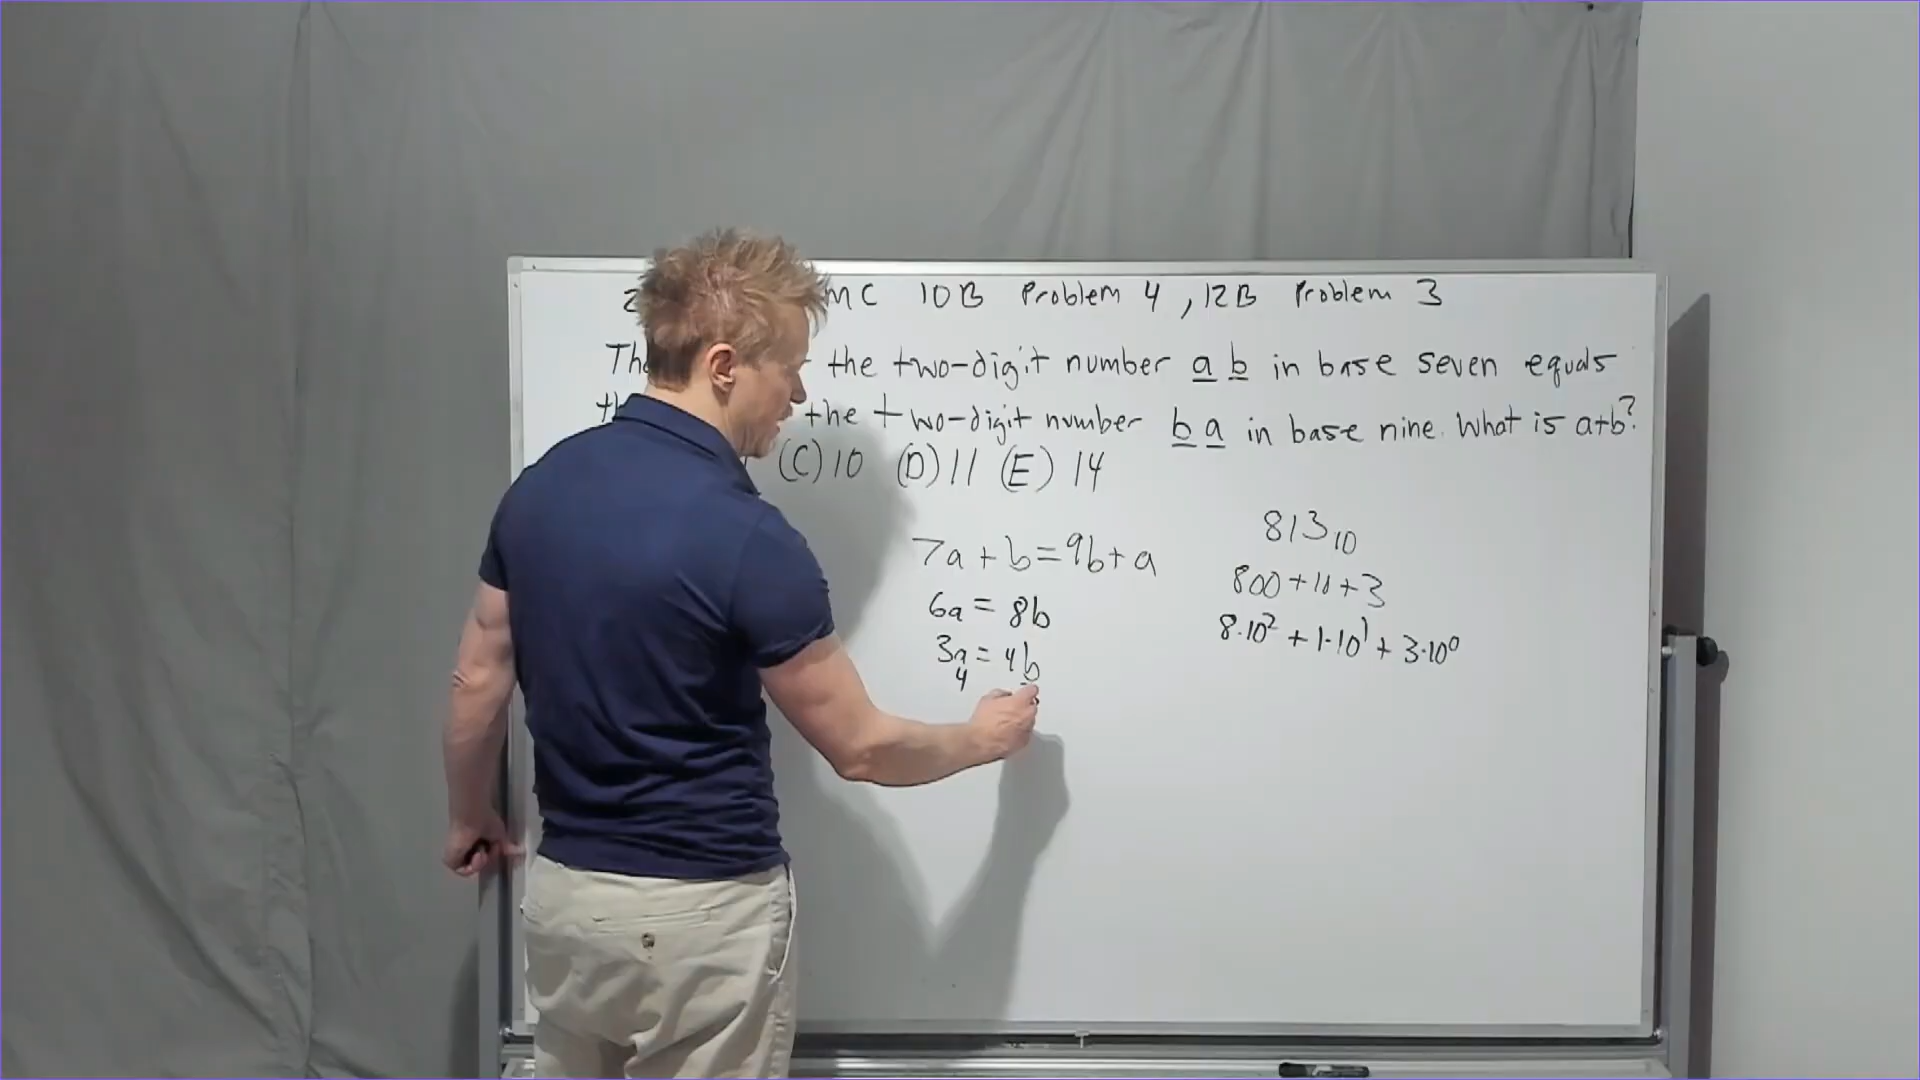 MC 10B Problem 4, 12B Problem 3
the two-digit number a b in base seven equals
the two-digit number b a in base nine. What is a+b?
(C) 10 (D) 11 (E) 14
7a + b = 9b + a
6a = 8b
3a = 4b
4
813₁₀
800 + 10 + 3
8·10² + 1·10¹ + 3·10⁰